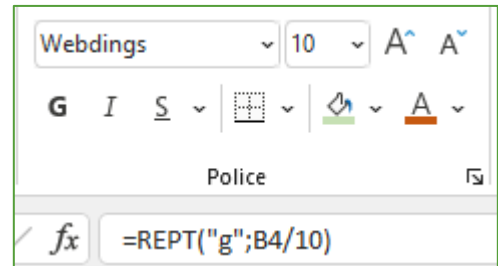 Webdings 10 A A
G I S A
Police
fx =REPT("g";B4/10)